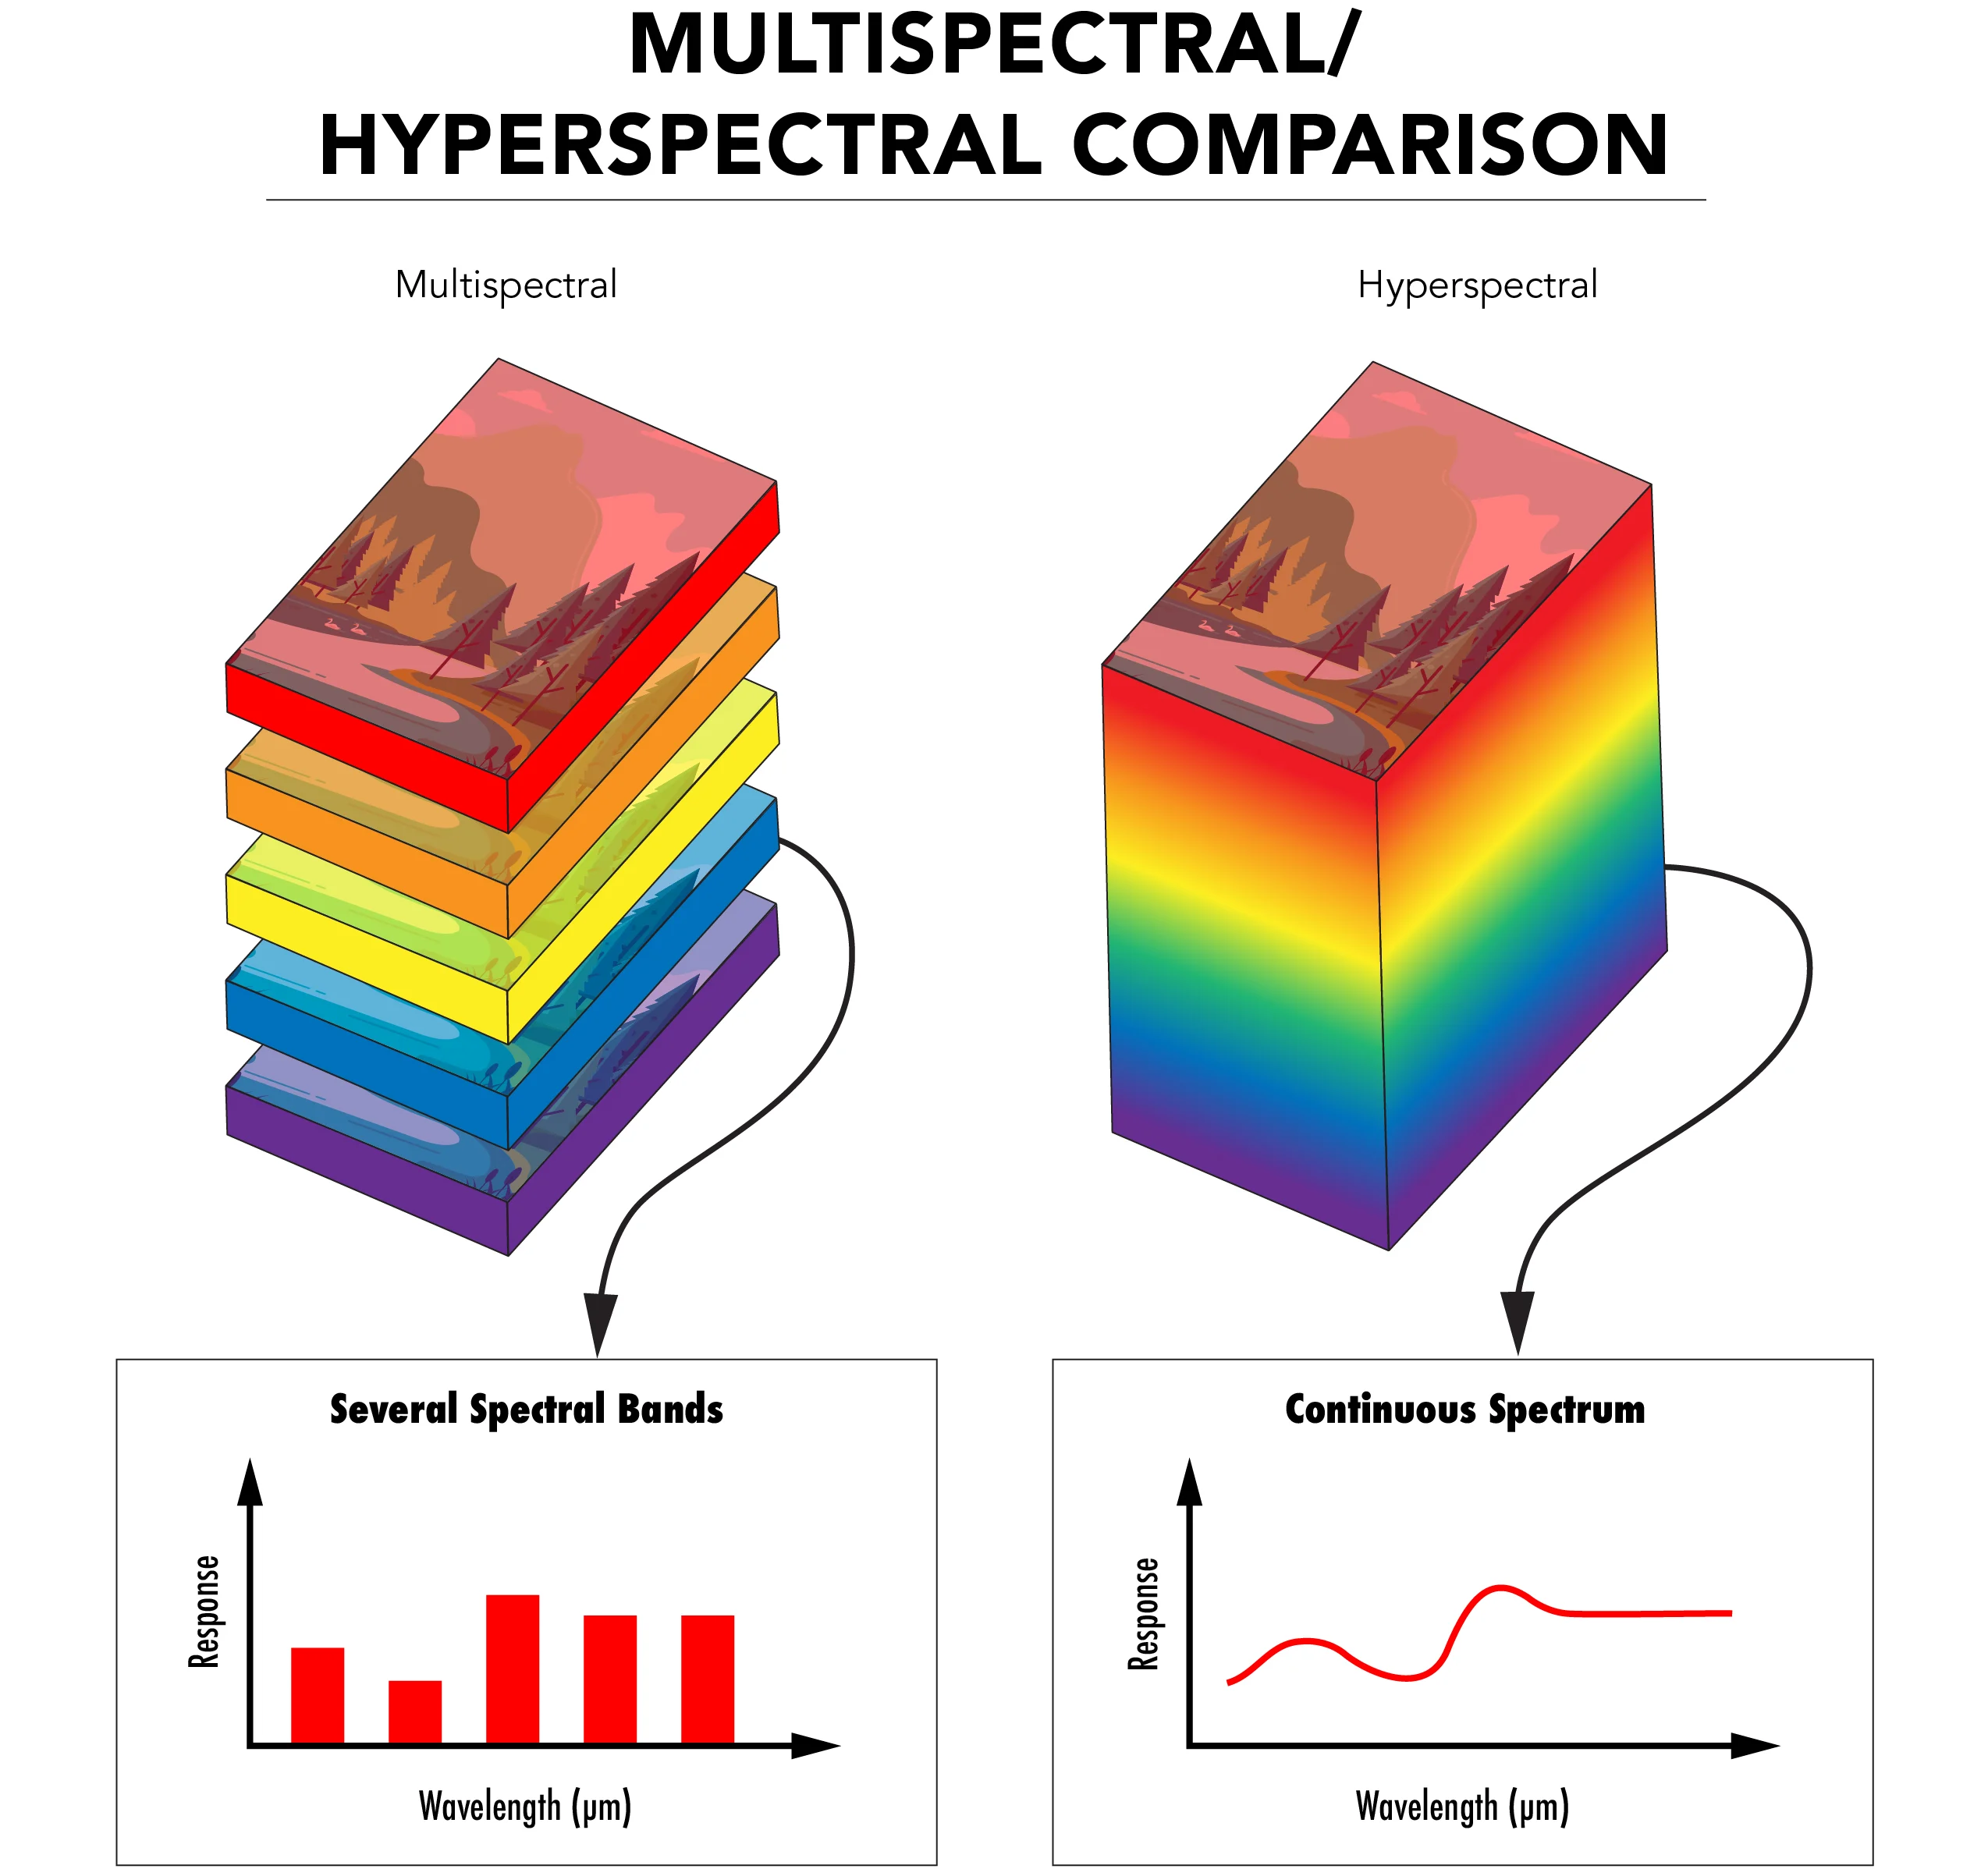 MULTISPECTRAL/
HYPERSPECTRAL COMPARISON
Multispectral
Hyperspectral
Several Spectral Bands
Response
Wavelength (μm)
Continuous Spectrum
Response
Wavelength (μm)